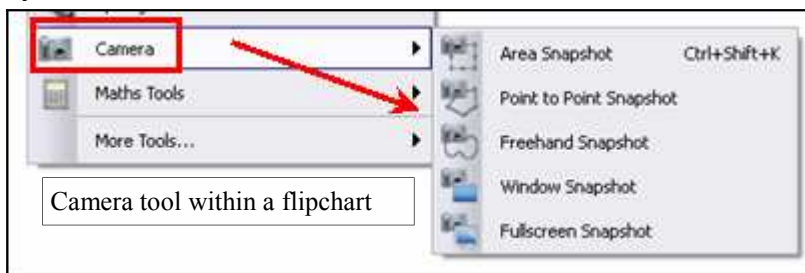 Camera
Maths Tools
More Tools...
Area Snapshot Ctrl+Shift+K
Point to Point Snapshot
Freehand Snapshot
Window Snapshot
Fullscreen Snapshot
Camera tool within a flipchart